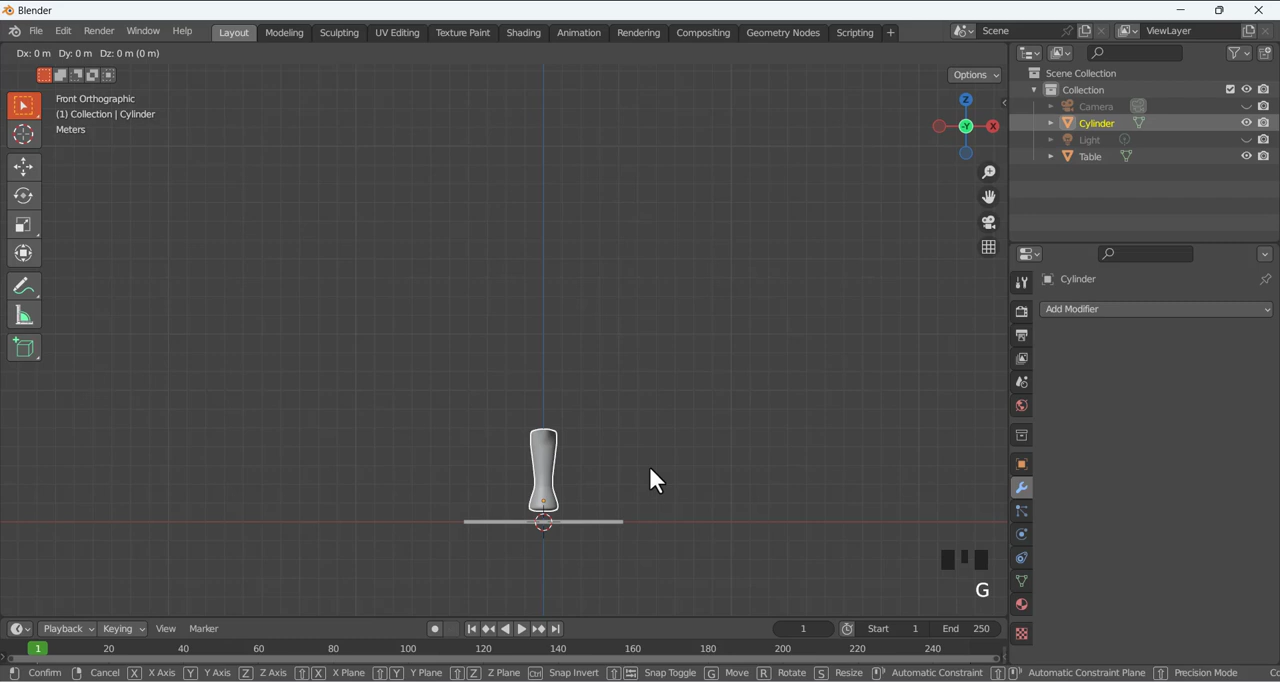 Blender
File Edit Render Window Help Layout Modeling Sculpting UV Editing Texture Paint Shading Animation Rendering Compositing Geometry Nodes Scripting + Scene ViewLayer
Dx: 0 m Dy: 0 m Dz: 0 m (0 m)
Options
Scene Collection
Collection
Camera
Cylinder
Light
Table
Front Orthographic
(1) Collection | Cylinder
Meters
Z
-Y
X
Cylinder
Add Modifier
G
Playback Keying View Marker 1 Start 1 End 250
1 20 40 60 80 100 120 140 160 180 200 220 240
Confirm Cancel X X Axis Y Y Axis Z Z Axis X X Plane Y Y Plane Z Z Plane Ctrl Snap Invert Snap Toggle G Move R Rotate S Resize Automatic Constraint Automatic Constraint Plane Precision Mode